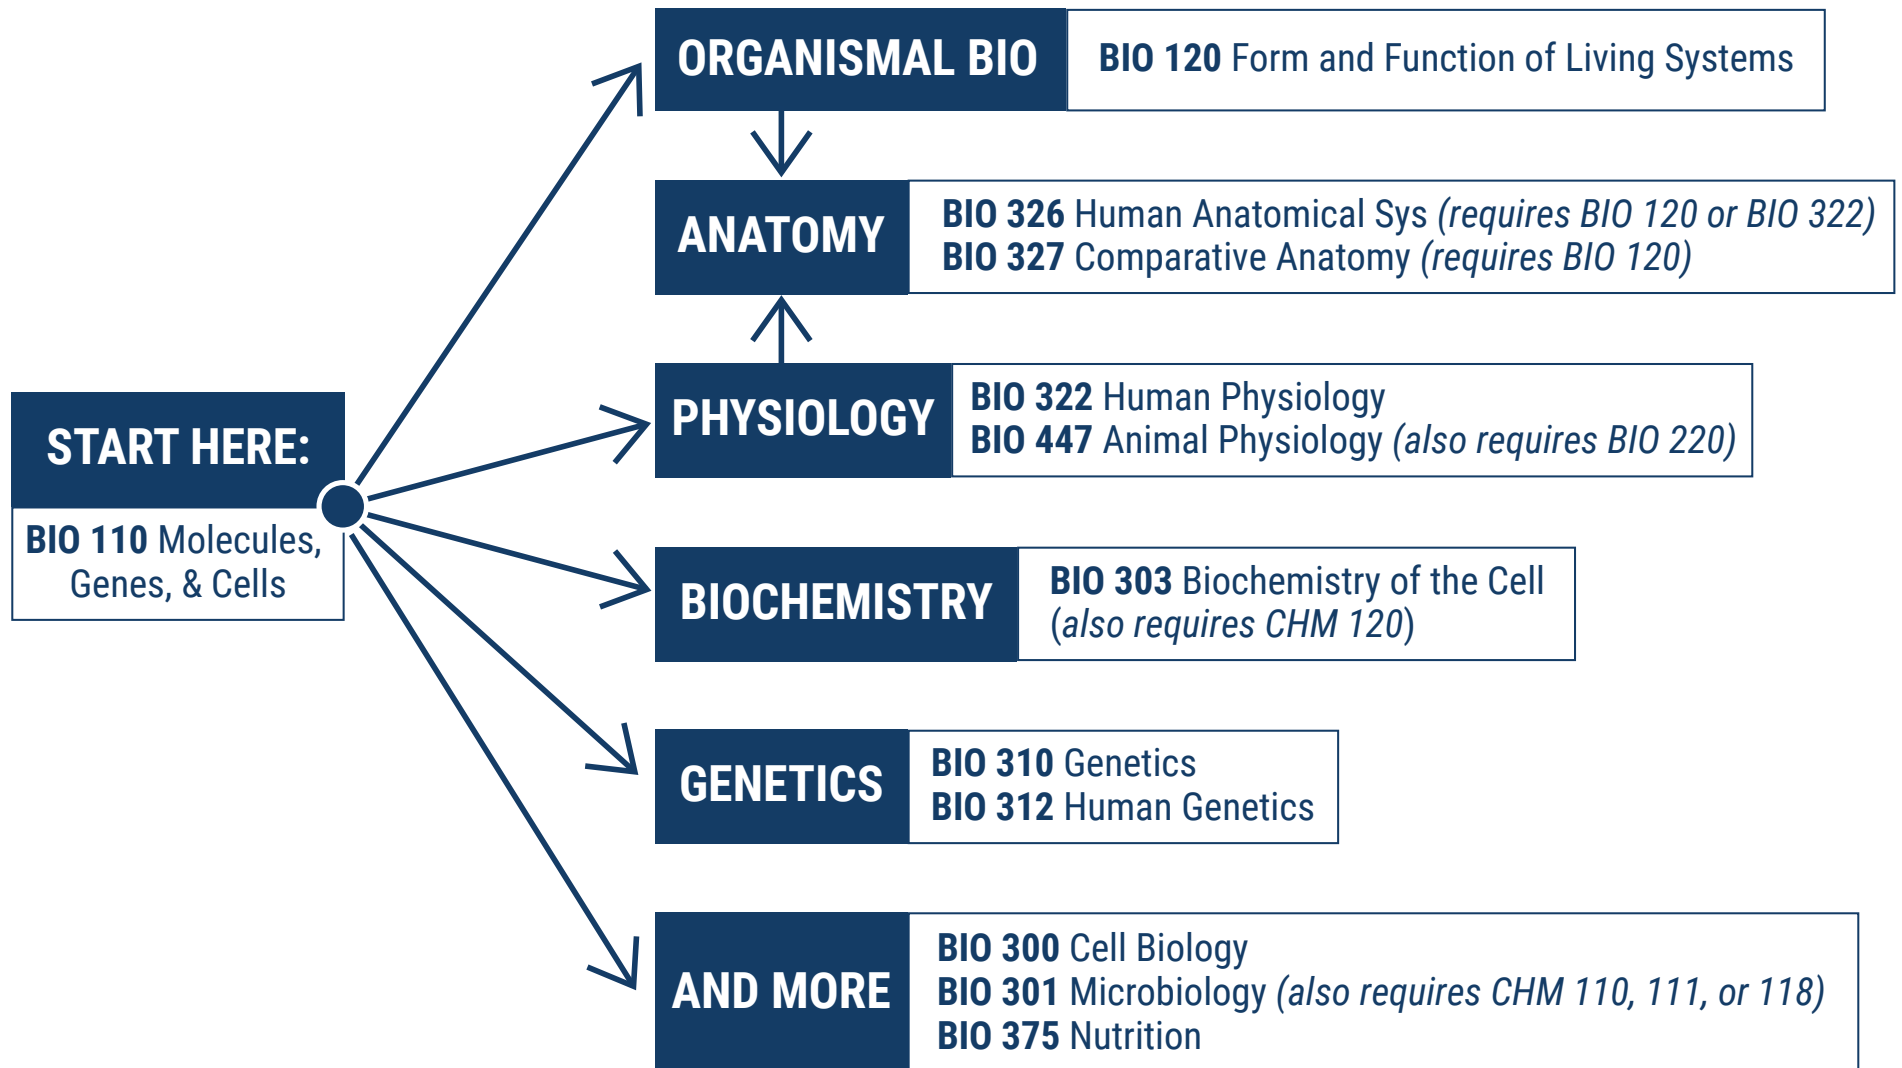 ORGANISMAL BIO
BIO 120 Form and Function of Living Systems
ANATOMY
BIO 326 Human Anatomical Sys (requires BIO 120 or BIO 322)
BIO 327 Comparative Anatomy (requires BIO 120)
PHYSIOLOGY
BIO 322 Human Physiology
BIO 447 Animal Physiology (also requires BIO 220)
START HERE:
BIO 110 Molecules,
Genes, & Cells
BIOCHEMISTRY
BIO 303 Biochemistry of the Cell
(also requires CHM 120)
GENETICS
BIO 310 Genetics
BIO 312 Human Genetics
AND MORE
BIO 300 Cell Biology
BIO 301 Microbiology (also requires CHM 110, 111, or 118)
BIO 375 Nutrition